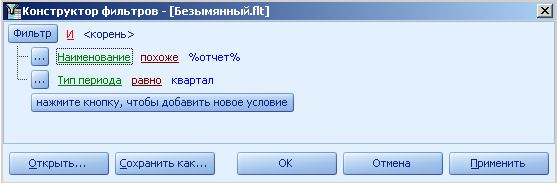 Конструктор фильтров - [Безымянный.flt]
Фильтр И <корень>
... Наименование похоже %отчет%
... Тип периода равно квартал
нажмите кнопку, чтобы добавить новое условие
Открыть... Сохранить как... OK Отмена Применить